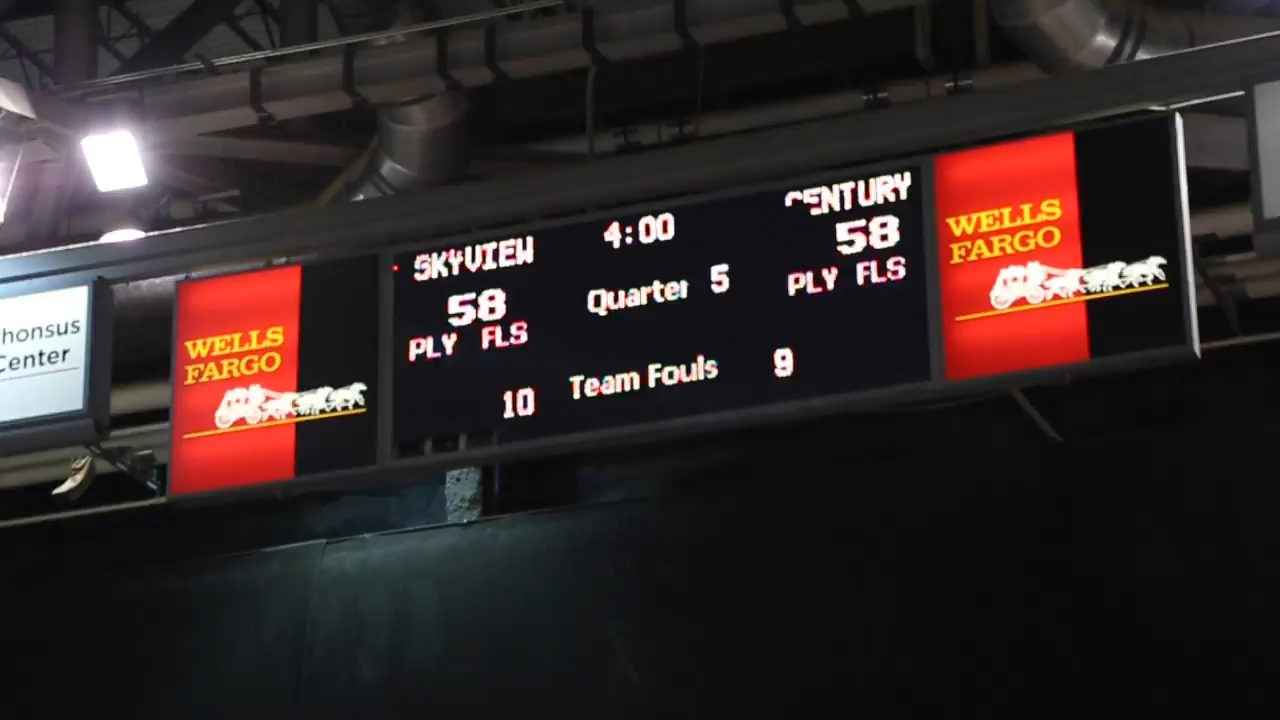 honsus
Center
WELLS
FARGO
SKYVIEW
58
PLY FLS
10
4:00
Quarter 5
Team Fouls
CENTURY
58
PLY FLS
9
WELLS
FARGO